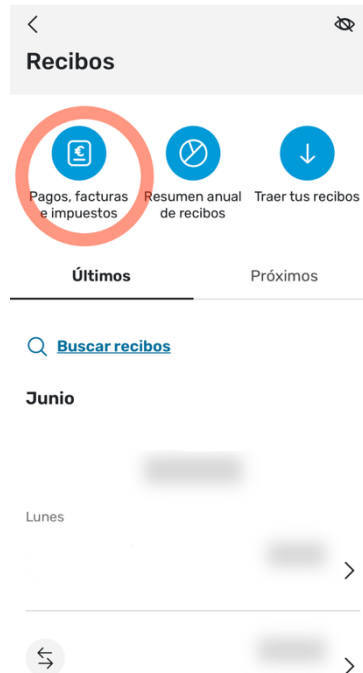 Recibos
Pagos, facturas
e impuestos
Resumen anual
de recibos
Traer tus recibos
Últimos
Próximos
Buscar recibos
Junio
Lunes